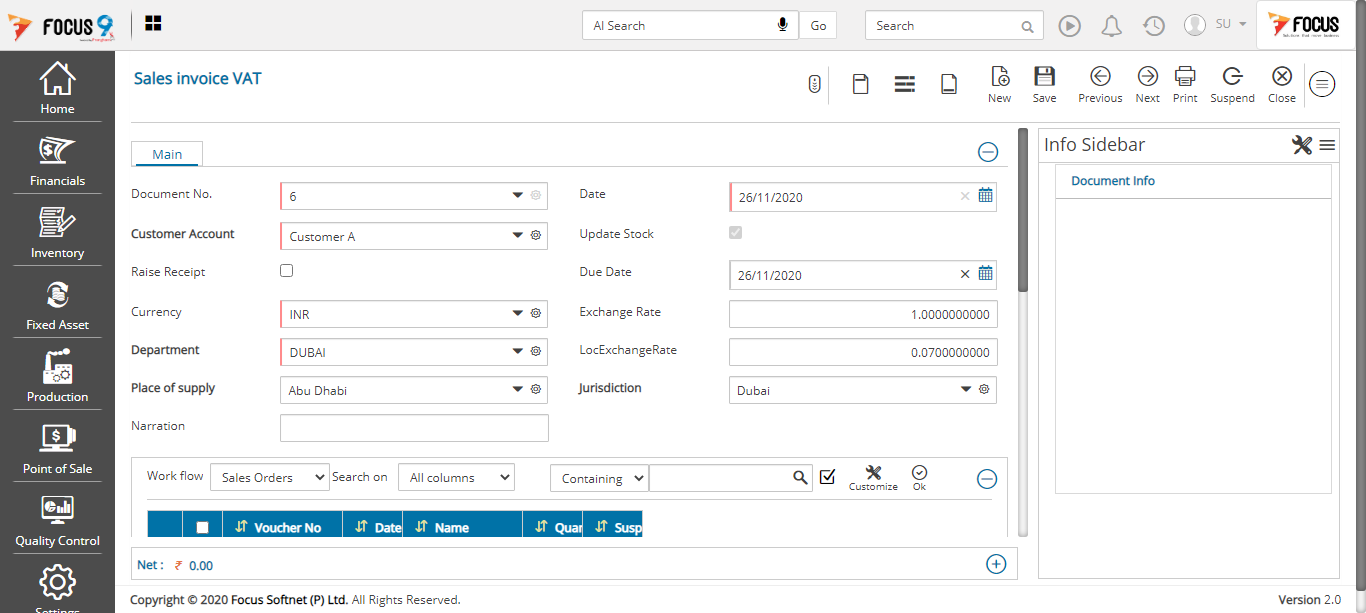 FOCUS 9
AI Search
Go
Search
SU
FOCUS
Home
Financials
Inventory
Fixed Asset
Production
Point of Sale
Quality Control
Settings
Sales invoice VAT
New
Save
Previous
Next
Print
Suspend
Close
Main
Document No.
6
Date
26/11/2020
Customer Account
Customer A
Update Stock
Raise Receipt
Due Date
26/11/2020
Currency
INR
Exchange Rate
1.0000000000
Department
DUBAI
LocExchangeRate
0.0700000000
Place of supply
Abu Dhabi
Jurisdiction
Dubai
Narration
Work flow
Sales Orders
Search on
All columns
Containing
Customize
Ok
Voucher No
Date
Name
Quar
Susp
Net : ₹ 0.00
Info Sidebar
Document Info
Copyright © 2020 Focus Softnet (P) Ltd. All Rights Reserved.
Version 2.0